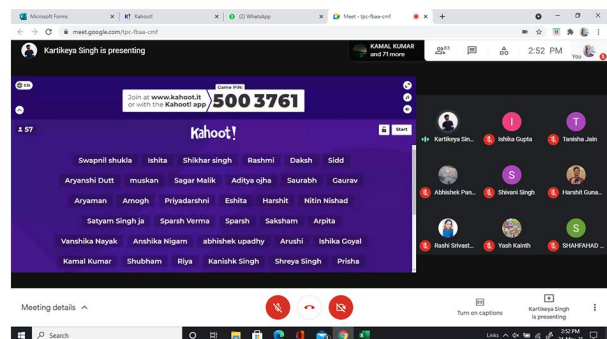 Microsoft Forms
Kahoot!
(2) WhatsApp
Meet - tpc-fbaa-cmf
meet.google.com/tpc-fbaa-cmf
Kartikeya Singh is presenting
KAMAL KUMAR
and 71 more
83
2:52 PM
You
EN
Join at www.kahoot.it
or with the Kahoot! app
Game PIN:
500 3761
57
Kahoot!
Start
Swapnil shukla Ishita Shikhar singh Rashmi Daksh Sidd
Aryanshi Dutt muskan Sagar Malik Aditya ojha Saurabh Gaurav
Aryaman Amogh Priyadarshni Eshita Harshit Nitin Nishad
Satyam Singh ja Sparsh Verma Sparsh Saksham Arpita
Vanshika Nayak Anshika Nigam abhishek upadhy Arushi Ishika Goyal
Kamal Kumar Shubham Riya Kanishk Singh Shreya Singh Prisha
Kartikeya Sin...
I
Ishika Gupta
T
Tanisha Jain
Abhishek Pan...
S
Shivani Singh
Harshit Guna...
Rashi Srivast...
Yash Kainth
S
SHAHFAHAD ...
Meeting details
Turn on captions
Kartikeya Singh
is presenting
Search
Links
2:52 PM